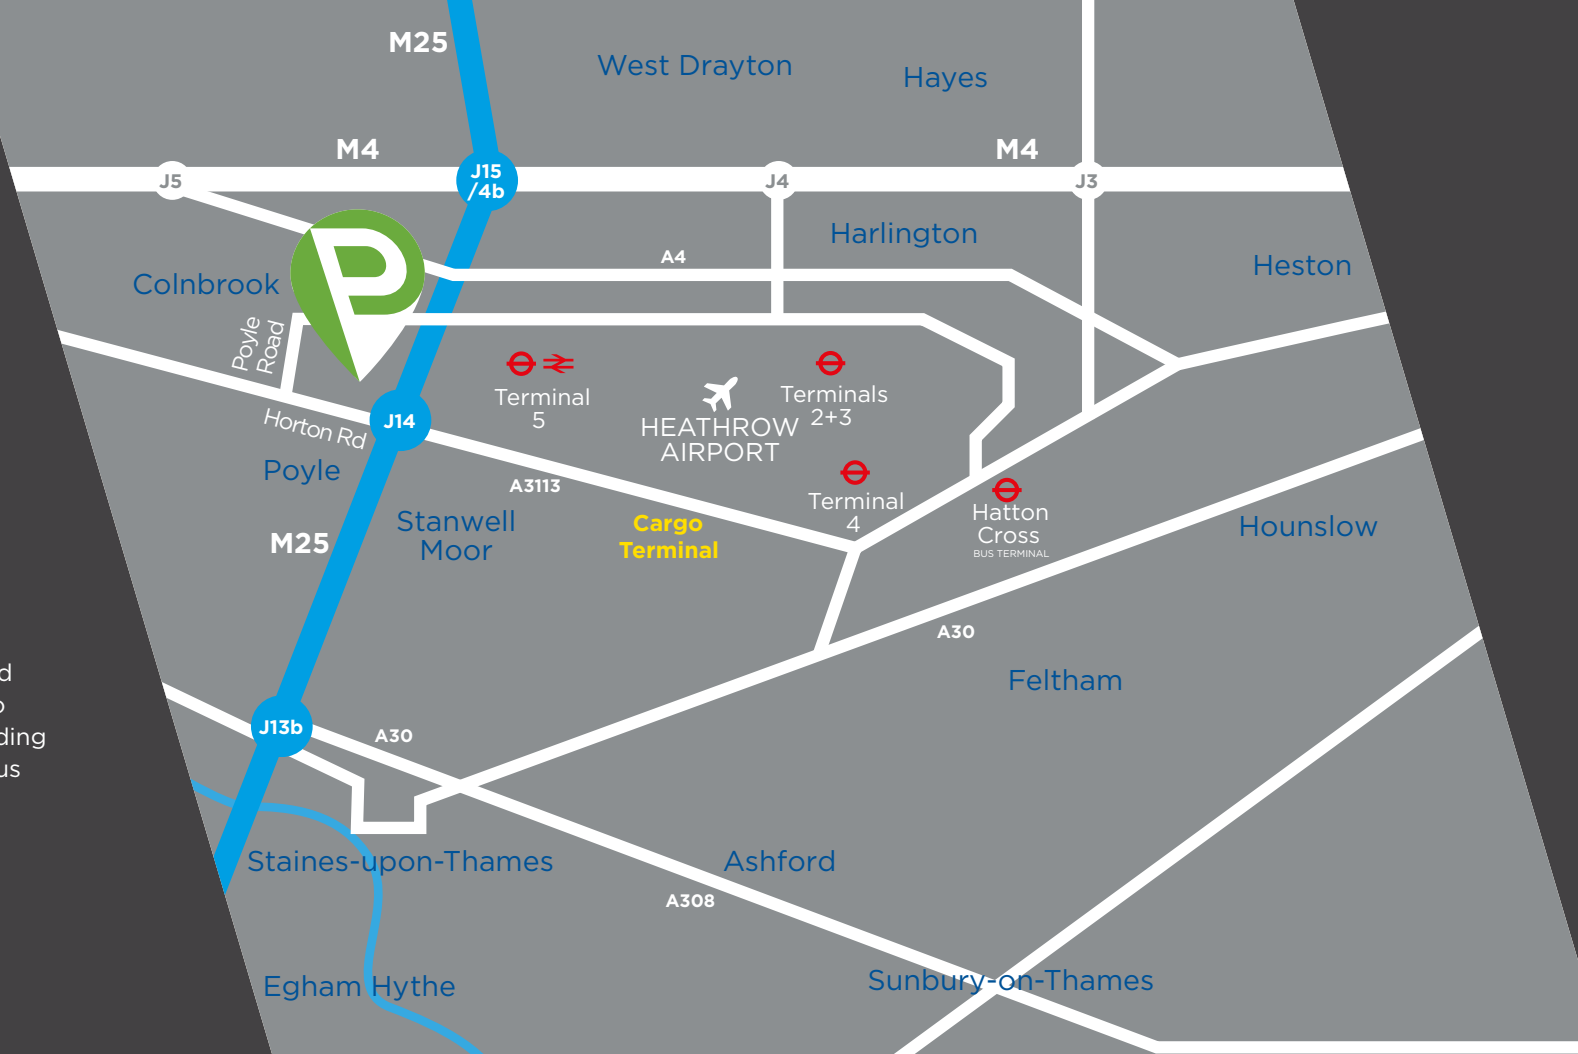 M25
West Drayton
Hayes
M4
M4
J15
/4b
J5
J4
J3
Harlington
A4
Heston
Colnbrook
Poyle
Road
Terminal
5
Terminals
2+3
HEATHROW
AIRPORT
Horton Rd
J14
Poyle
A3113
Terminal
4
Hatton
Cross
BUS TERMINAL
Stanwell
Moor
Cargo
Terminal
Hounslow
M25
A30
Feltham
d
ding
us
J13b
A30
Staines-upon-Thames
Ashford
A308
Egham Hythe
Sunbury-on-Thames